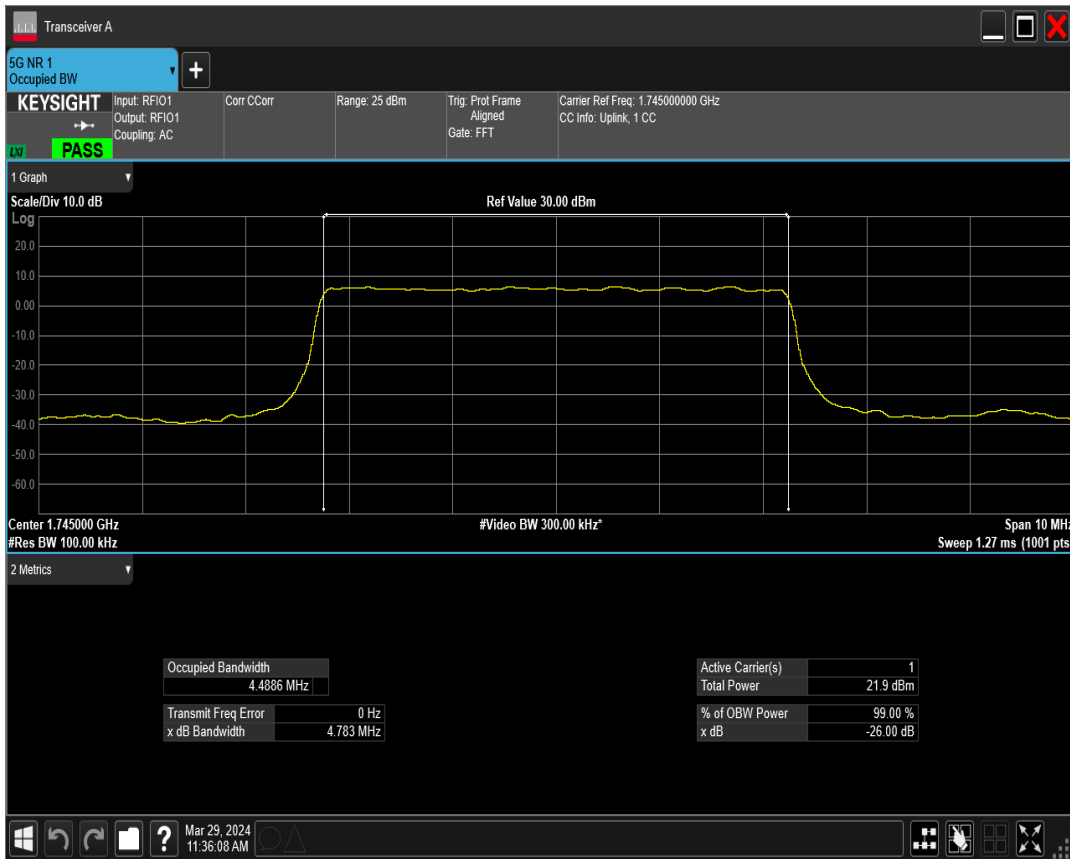 Transceiver A
5G NR 1
Occupied BW
KEYSIGHT
Input: RFIO1
Output: RFIO1
Coupling: AC
Corr CCorr
Range: 25 dBm
Trig: Prot Frame
Aligned
Gate: FFT
Carrier Ref Freq: 1.745000000 GHz
CC Info: Uplink, 1 CC
LXI
PASS
1 Graph
Scale/Div 10.0 dB
Ref Value 30.00 dBm
Log
20.0
10.0
0.00
-10.0
-20.0
-30.0
-40.0
-50.0
-60.0
Center 1.745000 GHz
#Video BW 300.00 kHz*
Span 10 MHz
#Res BW 100.00 kHz
Sweep 1.27 ms (1001 pts
2 Metrics
Occupied Bandwidth
4.4886 MHz
Transmit Freq Error 0 Hz
x dB Bandwidth 4.783 MHz
Active Carrier(s) 1
Total Power 21.9 dBm
% of OBW Power 99.00 %
x dB -26.00 dB
?
Mar 29, 2024
11:36:08 AM